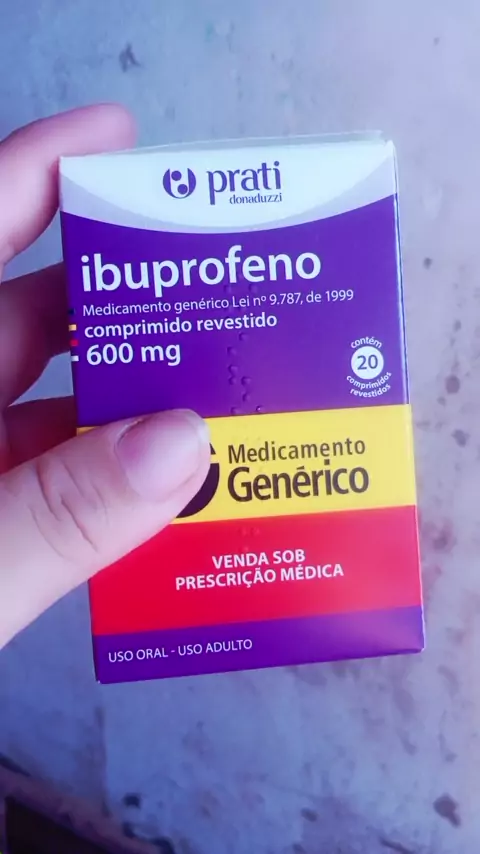 prati
donaduzzi
ibuprofeno
Medicamento genérico Lei nº 9.787, de 1999
comprimido revestido
600 mg
contém
20
comprimidos
revestidos
Medicamento
Genérico
VENDA SOB
PRESCRIÇÃO MÉDICA
USO ORAL - USO ADULTO